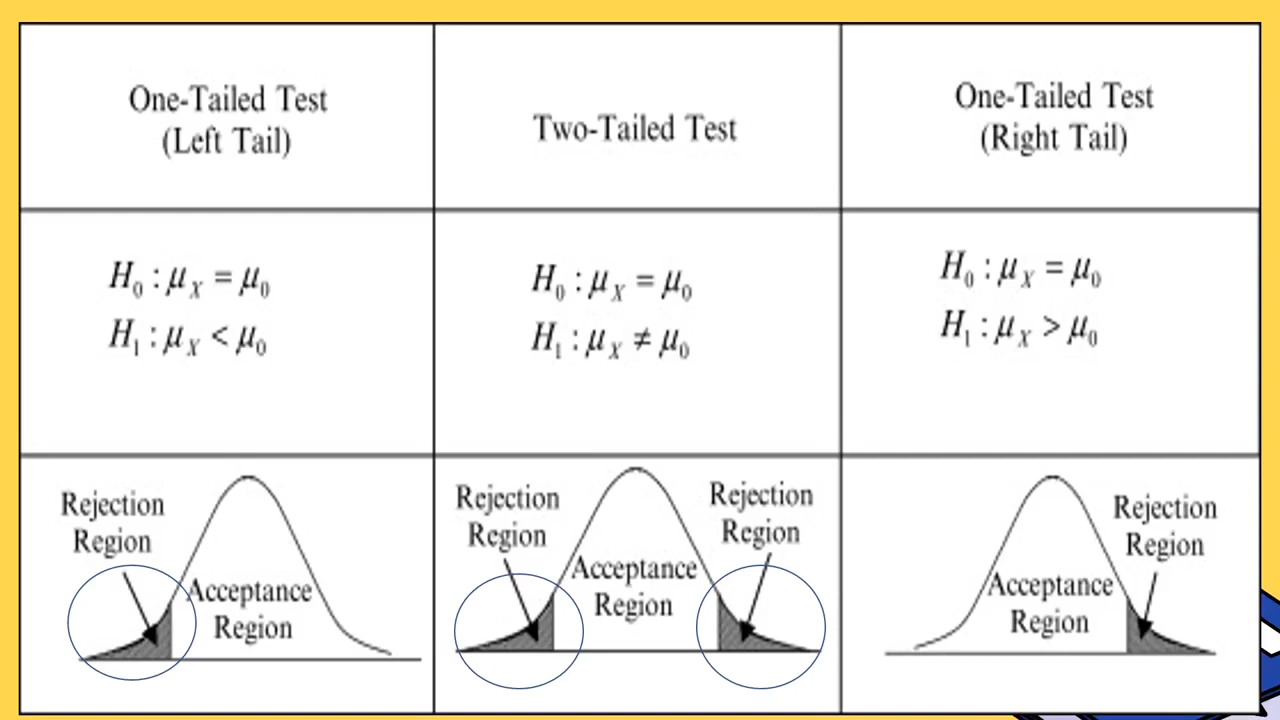 One-Tailed Test
(Left Tail)
Two-Tailed Test
One-Tailed Test
(Right Tail)
H₀ : μ_X = μ₀
H₁ : μ_X < μ₀
H₀ : μ_X = μ₀
H₁ : μ_X ≠ μ₀
H₀ : μ_X = μ₀
H₁ : μ_X > μ₀
Rejection
Region
Acceptance
Region
Rejection
Region
Acceptance
Region
Rejection
Region
Acceptance
Region
Rejection
Region